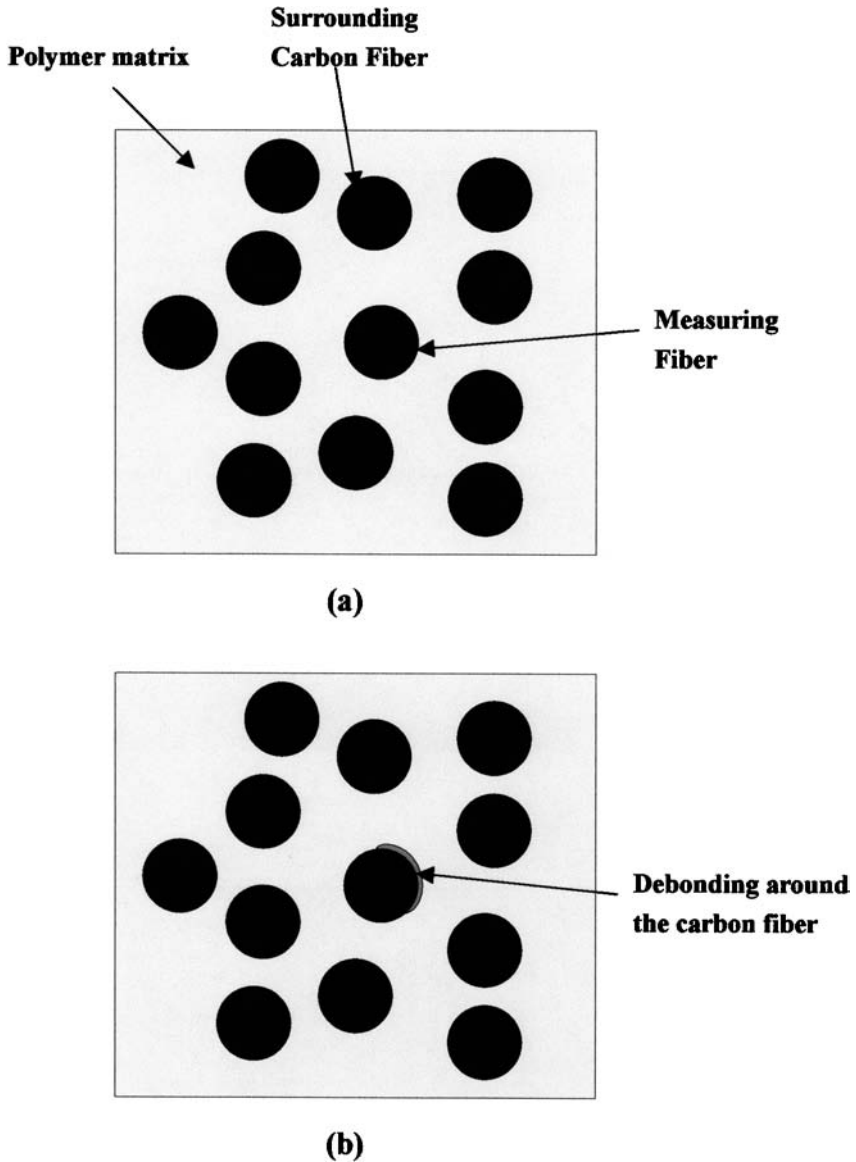 Surrounding
Carbon Fiber
Polymer matrix
Measuring
Fiber
(a)
Debonding around
the carbon fiber
(b)